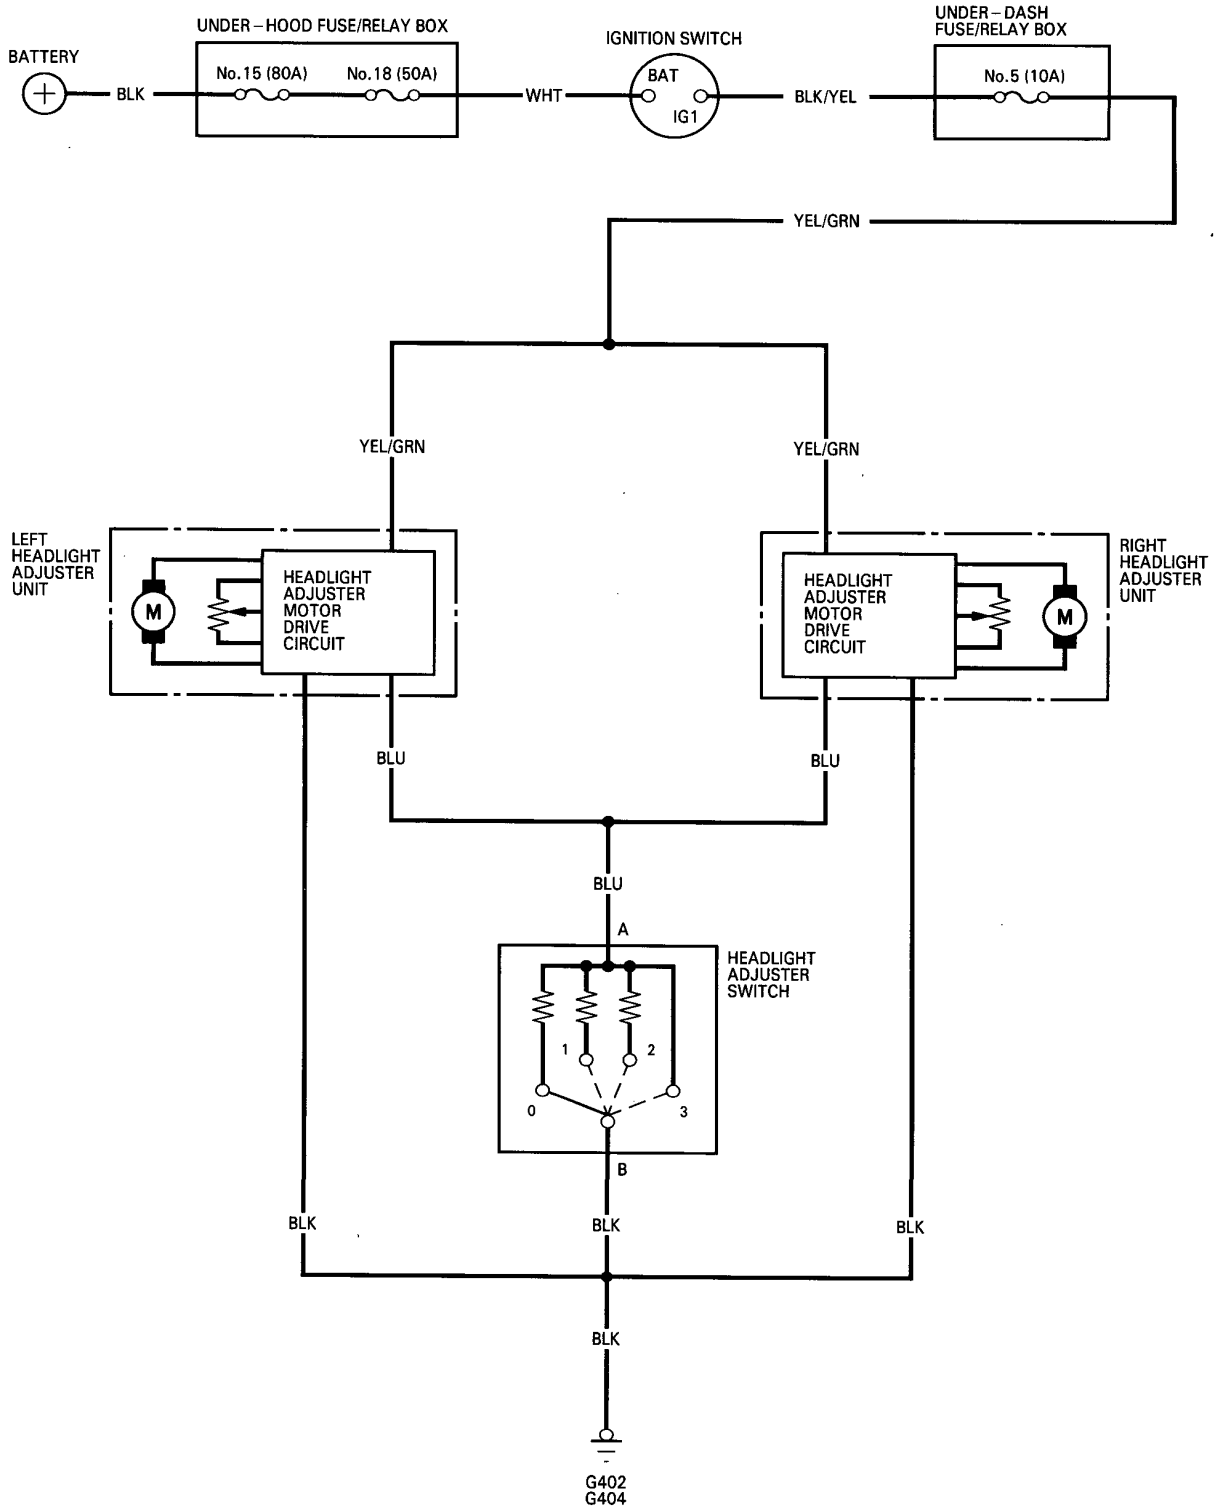 UNDER-HOOD FUSE/RELAY BOX
UNDER-DASH
FUSE/RELAY BOX
IGNITION SWITCH
BATTERY
No.15 (80A)
No.18 (50A)
BAT
No.5 (10A)
+
BLK
WHT
BLK/YEL
IG1
YEL/GRN
YEL/GRN
YEL/GRN
LEFT
HEADLIGHT
ADJUSTER
UNIT
M
HEADLIGHT
ADJUSTER
MOTOR
DRIVE
CIRCUIT
HEADLIGHT
ADJUSTER
MOTOR
DRIVE
CIRCUIT
M
RIGHT
HEADLIGHT
ADJUSTER
UNIT
BLU
BLU
BLU
A
HEADLIGHT
ADJUSTER
SWITCH
1
2
0
3
B
BLK
BLK
BLK
BLK
G402
G404